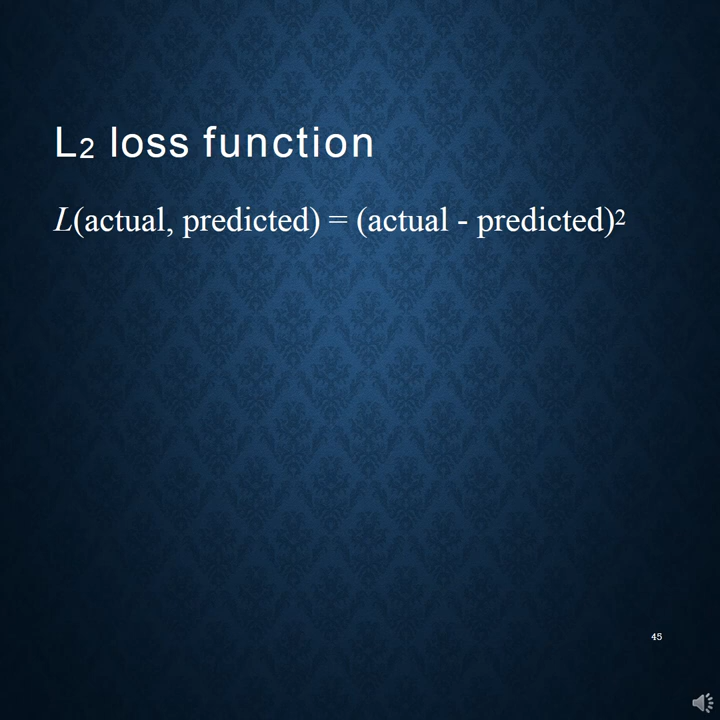 L₂ loss function
L(actual, predicted) = (actual - predicted)²
45